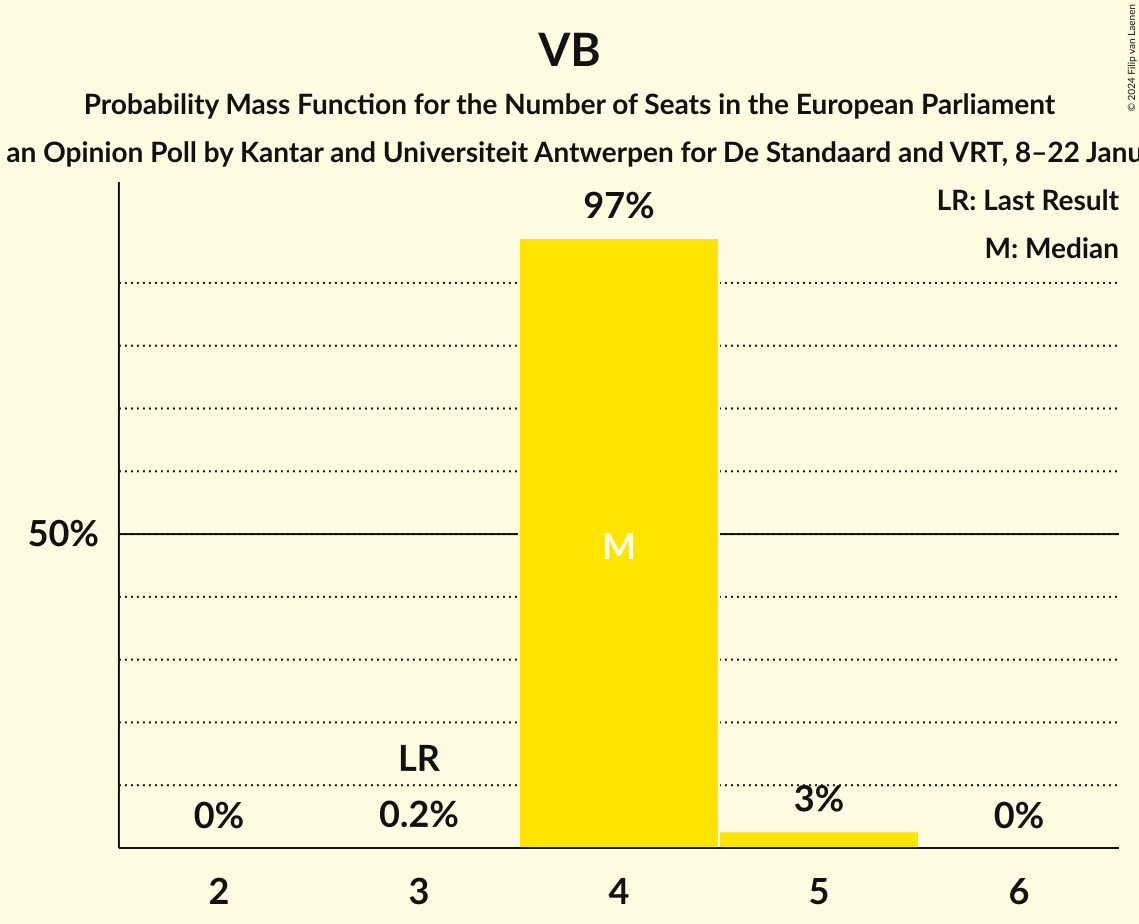 VB
Probability Mass Function for the Number of Seats in the European Parliament
an Opinion Poll by Kantar and Universiteit Antwerpen for De Standaard and VRT, 8–22 Janu
© 2024 Filip van Laenen
LR: Last Result
M: Median
97%
50%
M
LR
0%
0.2%
3%
0%
2
3
4
5
6